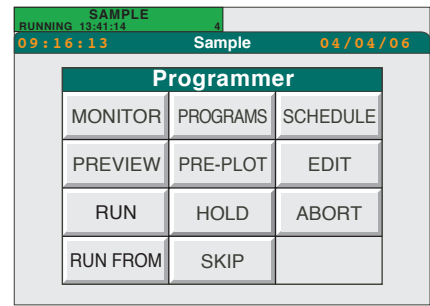 SAMPLE
RUNNING 13:41:14 4
09:16:13 Sample 04/04/06
Programmer
MONITOR PROGRAMS SCHEDULE
PREVIEW PRE-PLOT EDIT
RUN HOLD ABORT
RUN FROM SKIP